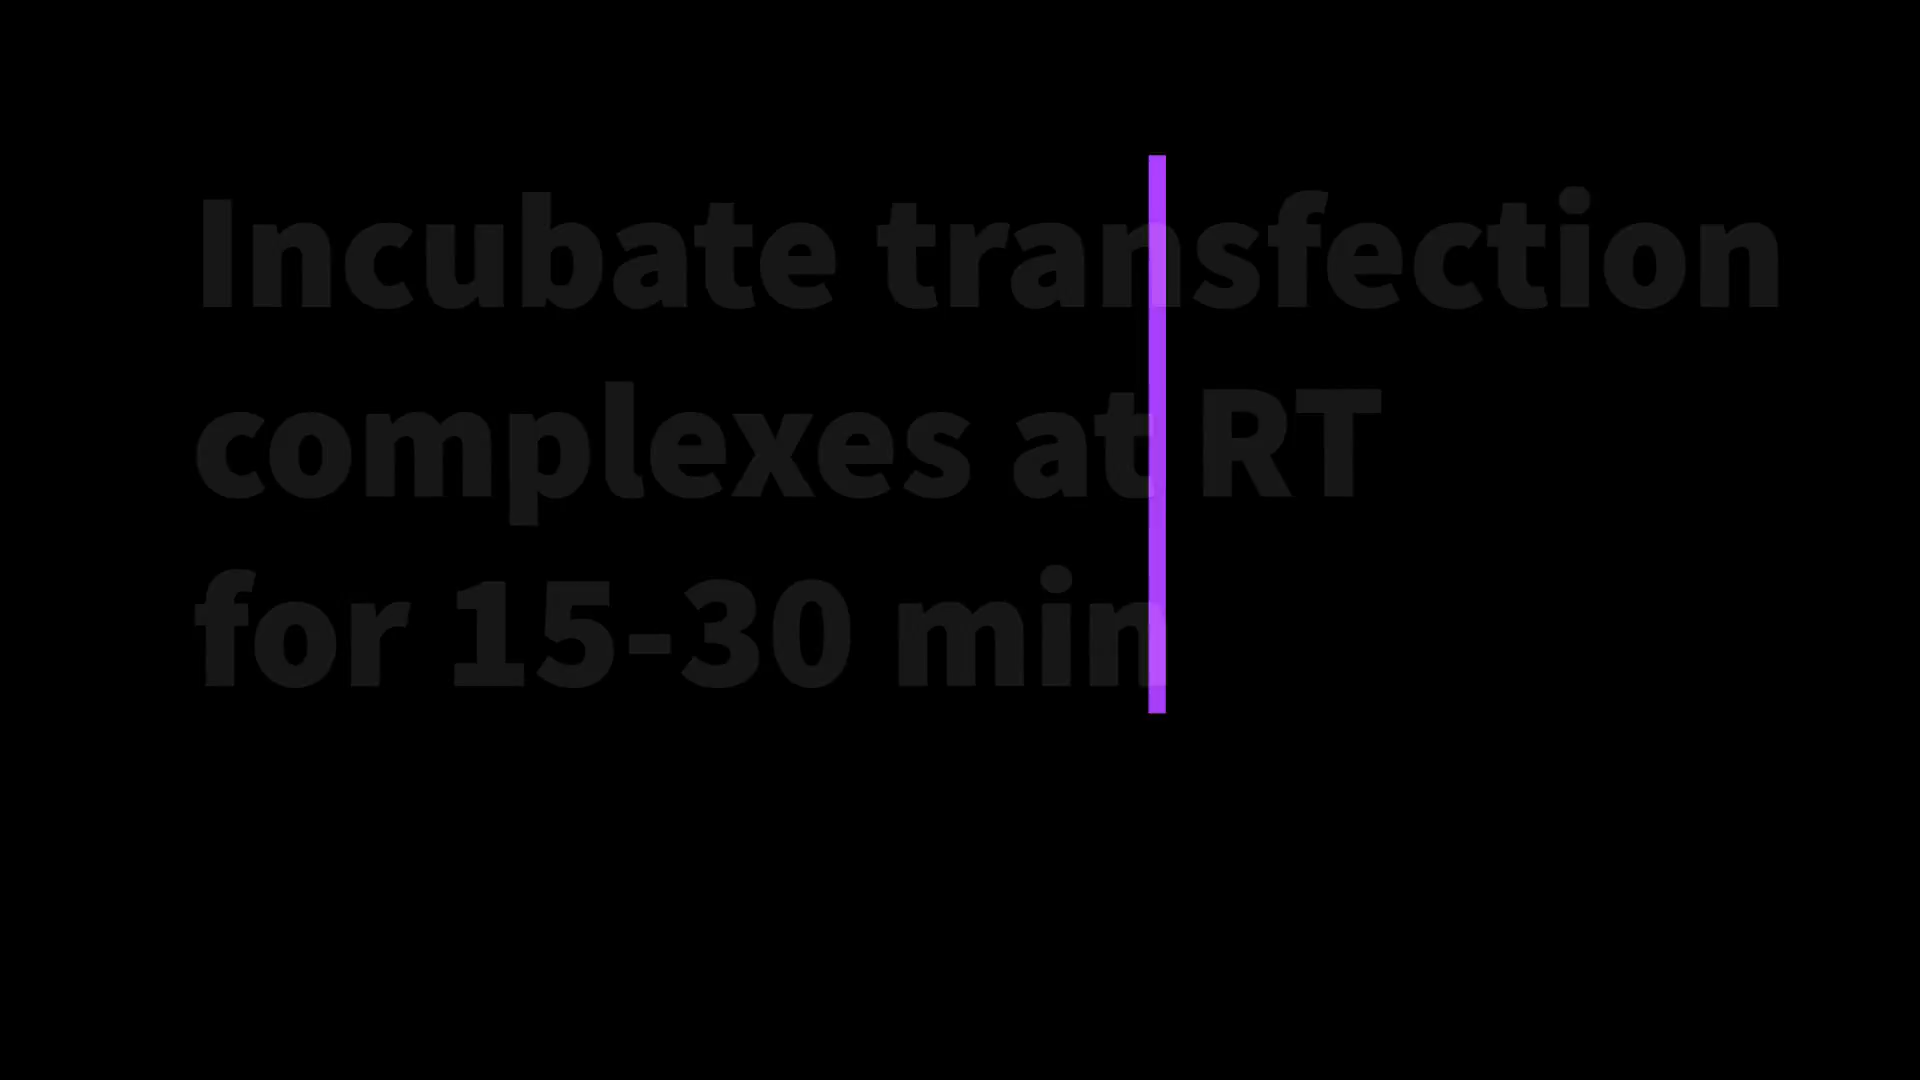 Incubate transfection
complexes at RT
for 15-30 min